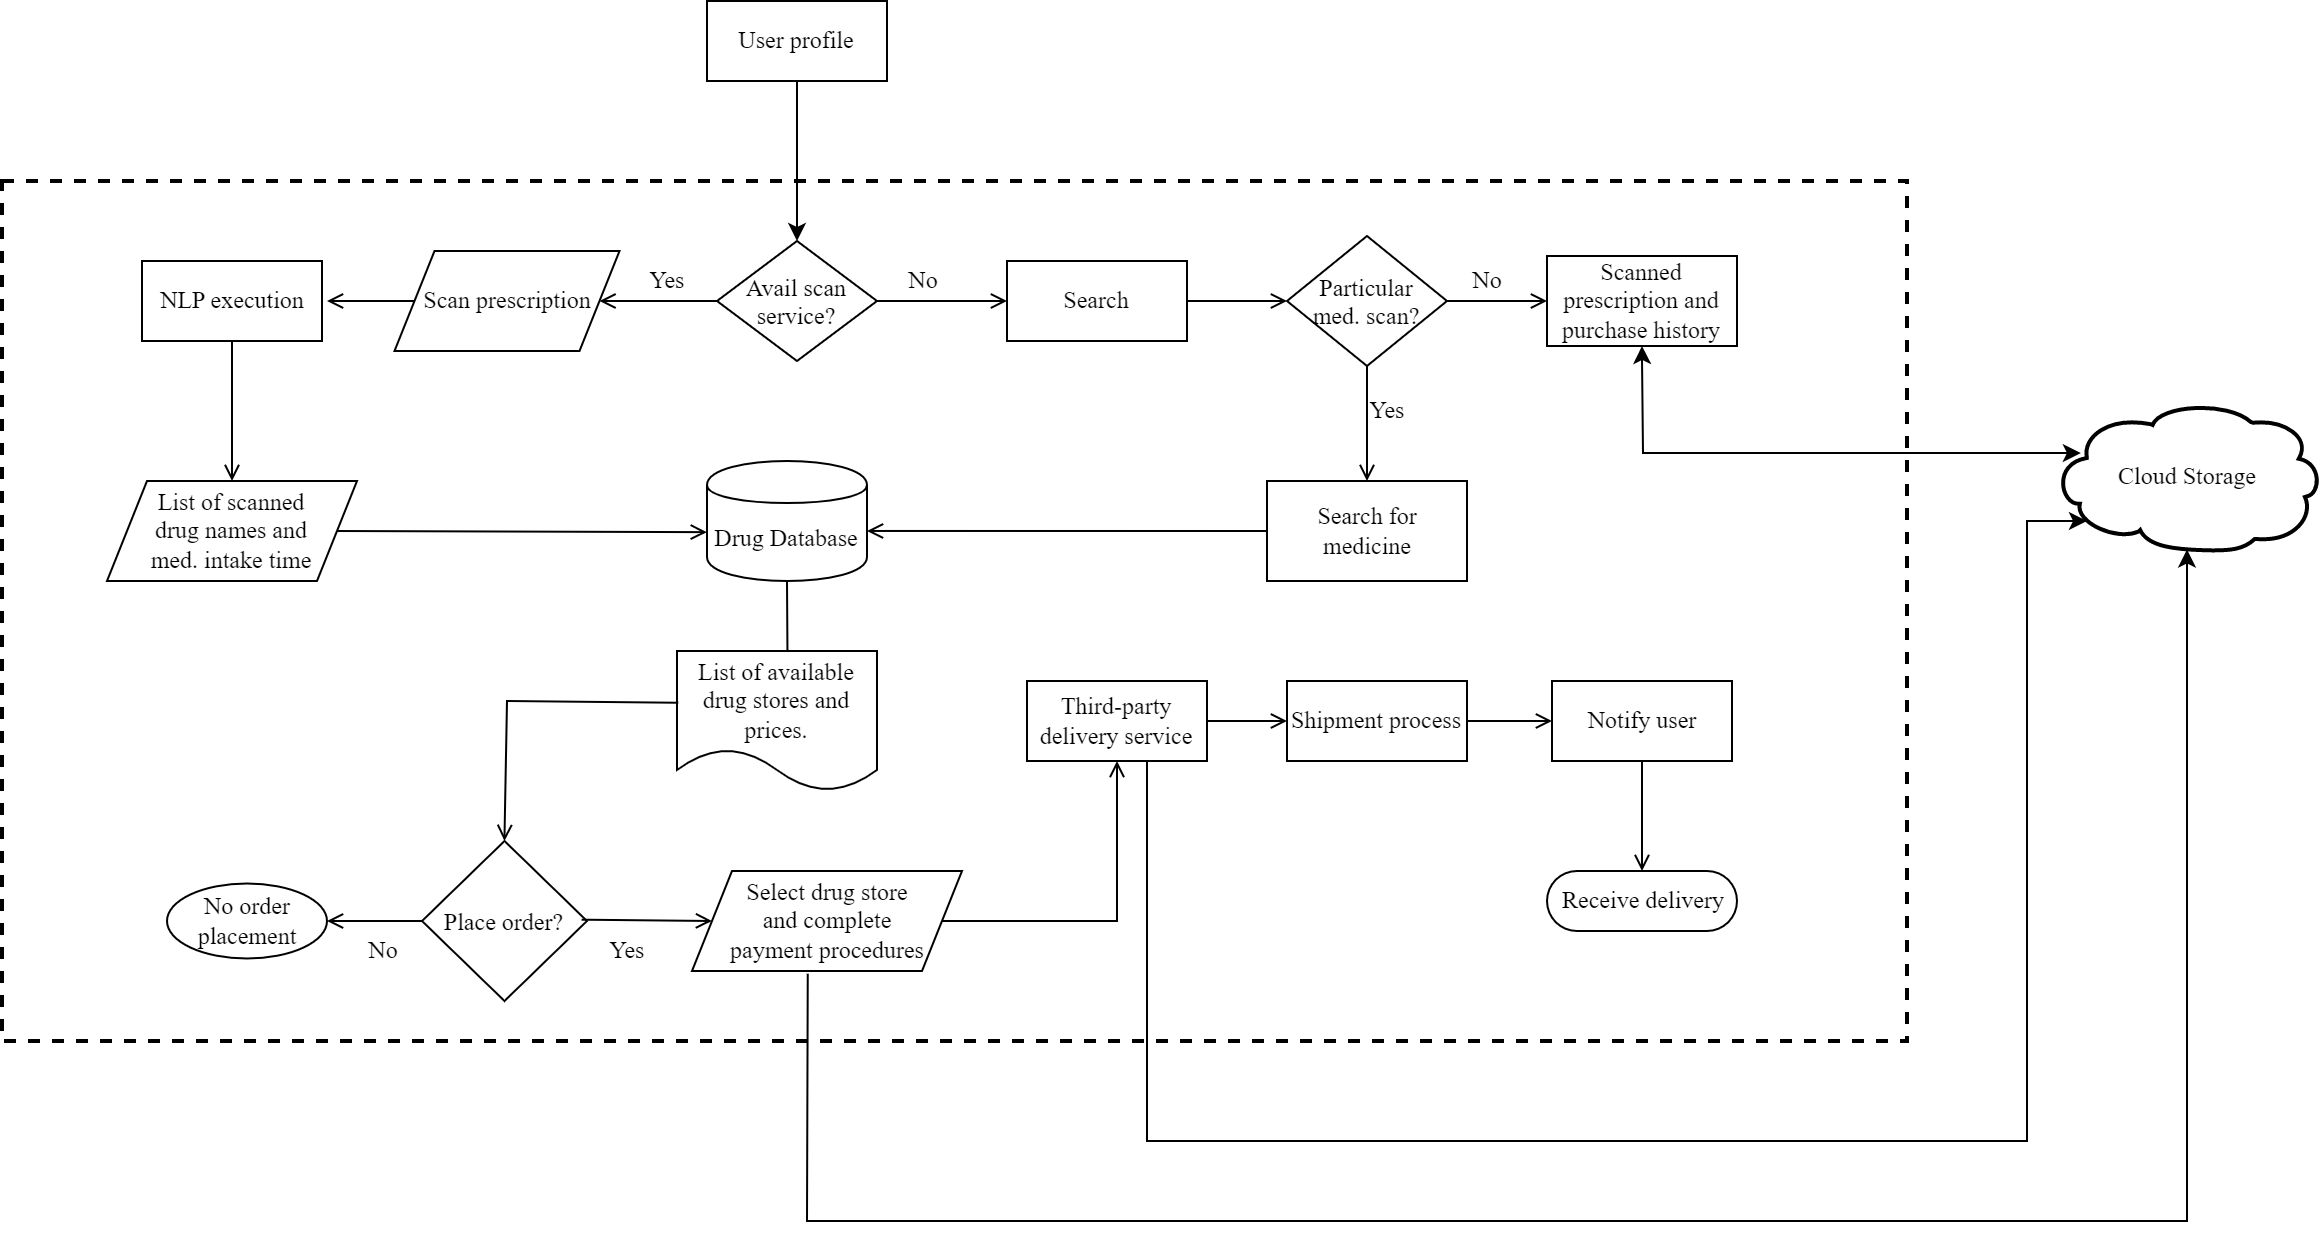 User profile
NLP execution
Scan prescription
Yes
Avail scan
service?
No
Search
Particular
med. scan?
No
Scanned
prescription and
purchase history
Yes
Cloud Storage
List of scanned
drug names and
med. intake time
Drug Database
Search for
medicine
List of available
drug stores and
prices.
Third-party
delivery service
Shipment process
Notify user
No order
placement
No
Place order?
Yes
Select drug store
and complete
payment procedures
Receive delivery